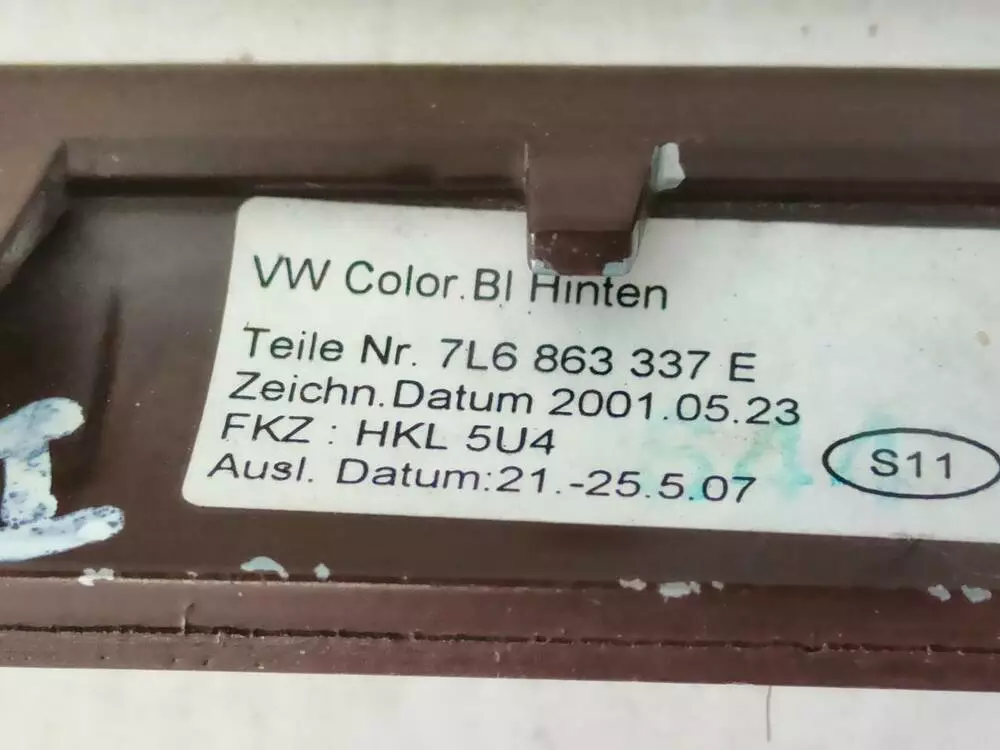 VW Color.Bl Hinten
Teile Nr. 7L6 863 337 E
Zeichn.Datum 2001.05.23
FKZ : HKL 5U4
Ausl. Datum:21.-25.5.07
S11